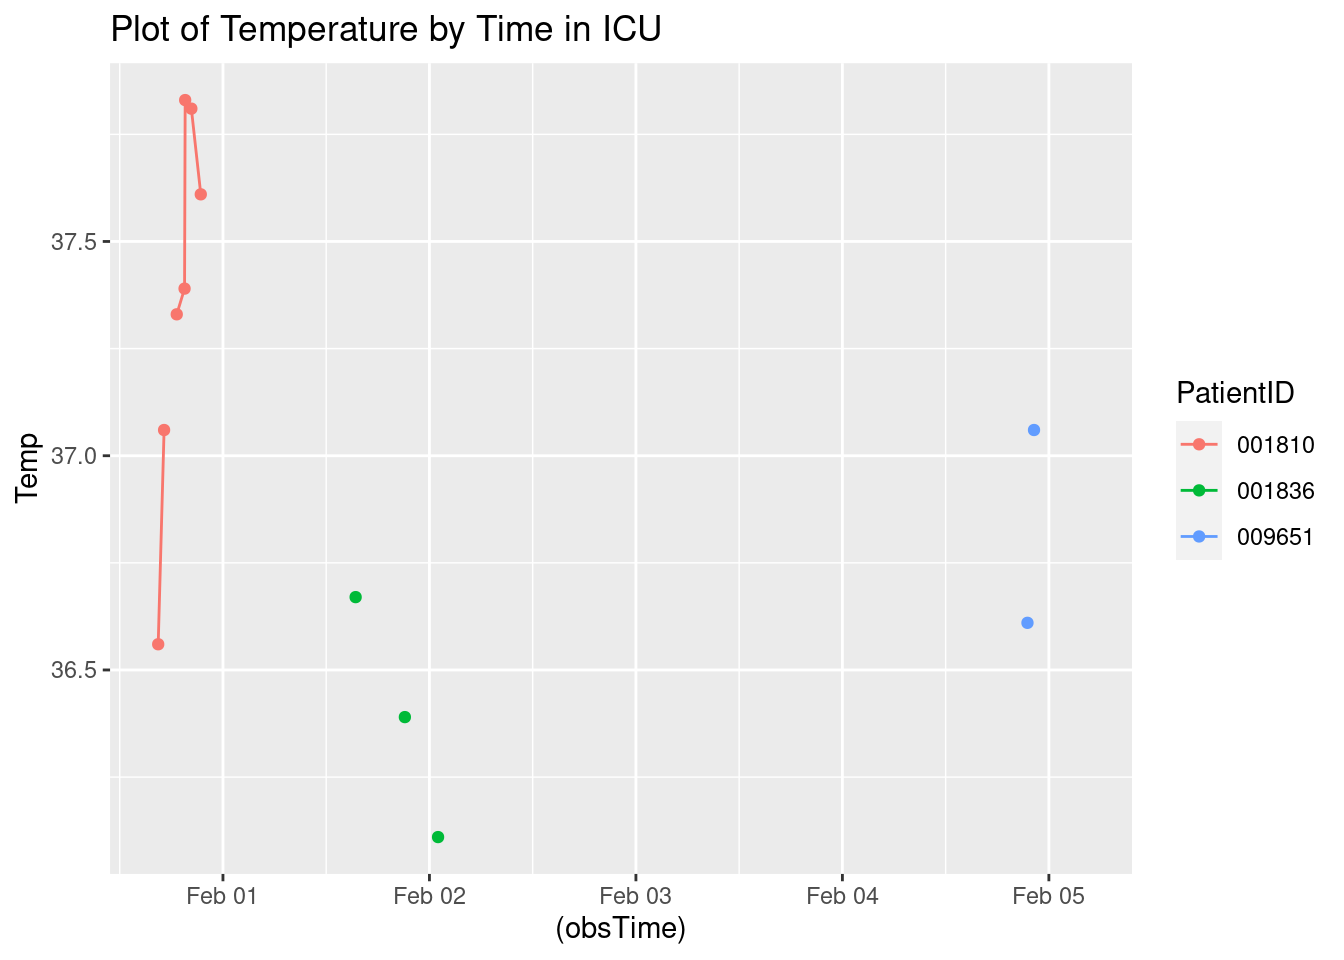 Plot of Temperature by Time in ICU
37.5
37.0
36.5
Temp
Feb 01 Feb 02 Feb 03 Feb 04 Feb 05
(obsTime)
PatientID
001810
001836
009651